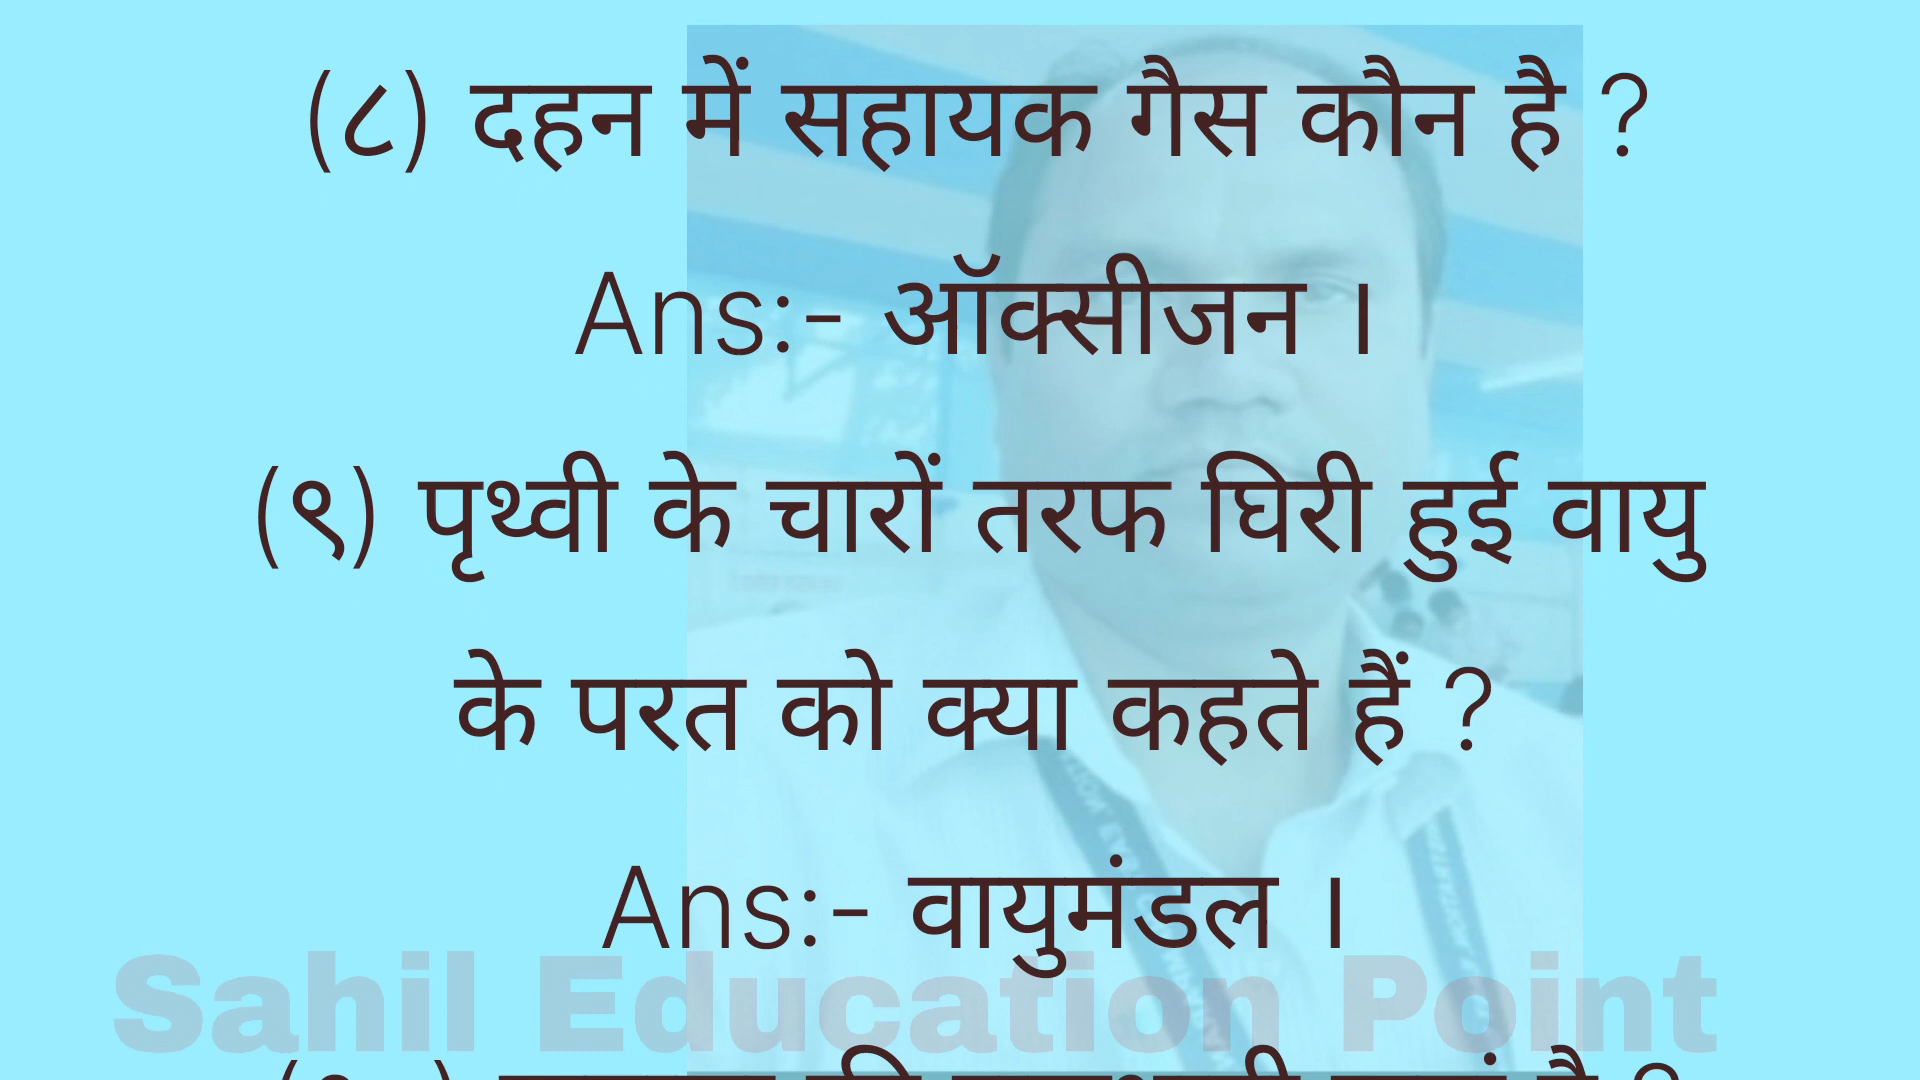 (८) दहन में सहायक गैस कौन है ?
Ans:- ऑक्सीजन ।
(९) पृथ्वी के चारों तरफ घिरी हुई वायु
के परत को क्या कहते हैं ?
Ans:- वायुमंडल ।
Sahil Education Point